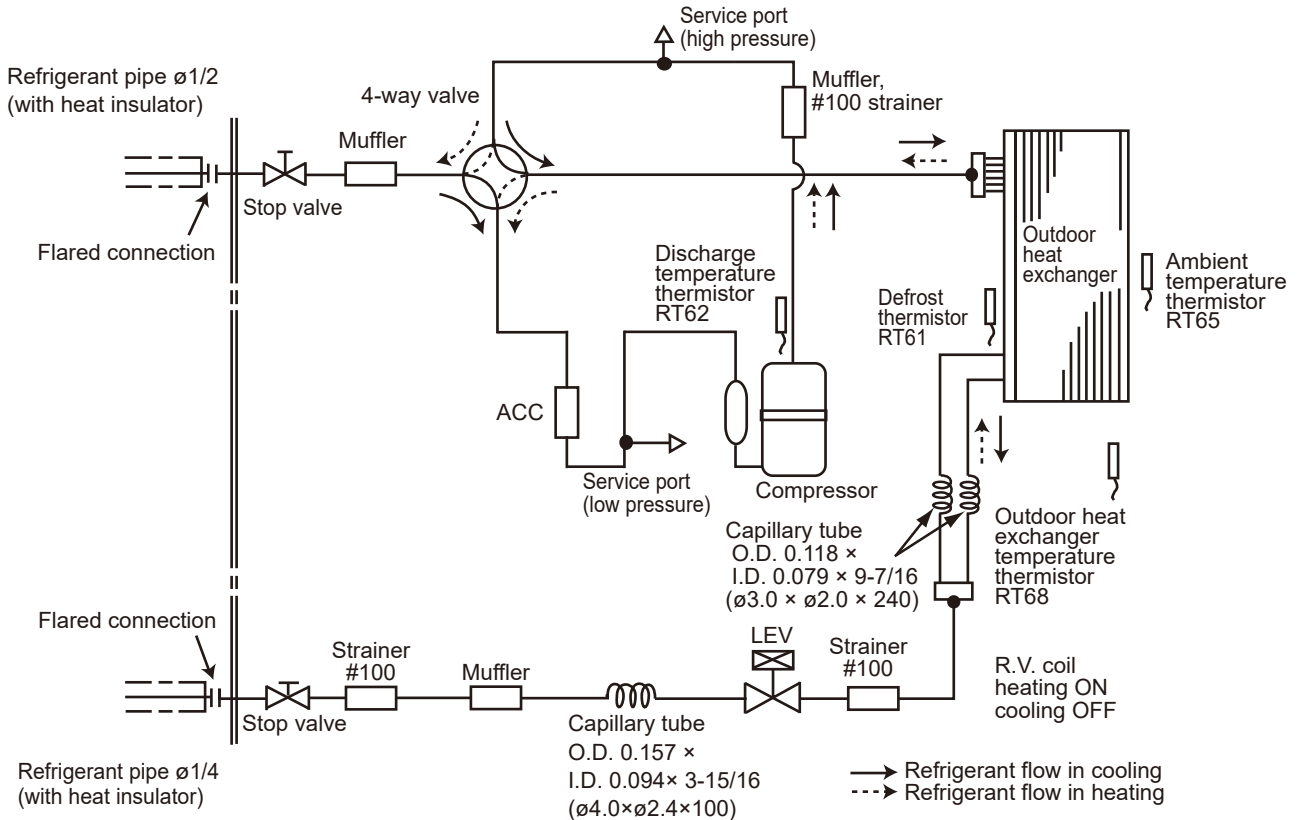 Service port
(high pressure)
Refrigerant pipe ø1/2
(with heat insulator)
4-way valve
Muffler,
#100 strainer
Muffler
Stop valve
Flared connection
Outdoor
heat
exchanger
Ambient
temperature
thermistor
RT65
Discharge
temperature
thermistor
RT62
Defrost
thermistor
RT61
ACC
Service port
(low pressure)
Compressor
Capillary tube
O.D. 0.118 ×
I.D. 0.079 × 9-7/16
(ø3.0 × ø2.0 × 240)
Outdoor heat
exchanger
temperature
thermistor
RT68
Flared connection
Strainer
#100
Muffler
LEV
Strainer
#100
R.V. coil
heating ON
cooling OFF
Stop valve
Capillary tube
O.D. 0.157 ×
I.D. 0.094× 3-15/16
(ø4.0×ø2.4×100)
Refrigerant pipe ø1/4
(with heat insulator)
Refrigerant flow in cooling
Refrigerant flow in heating